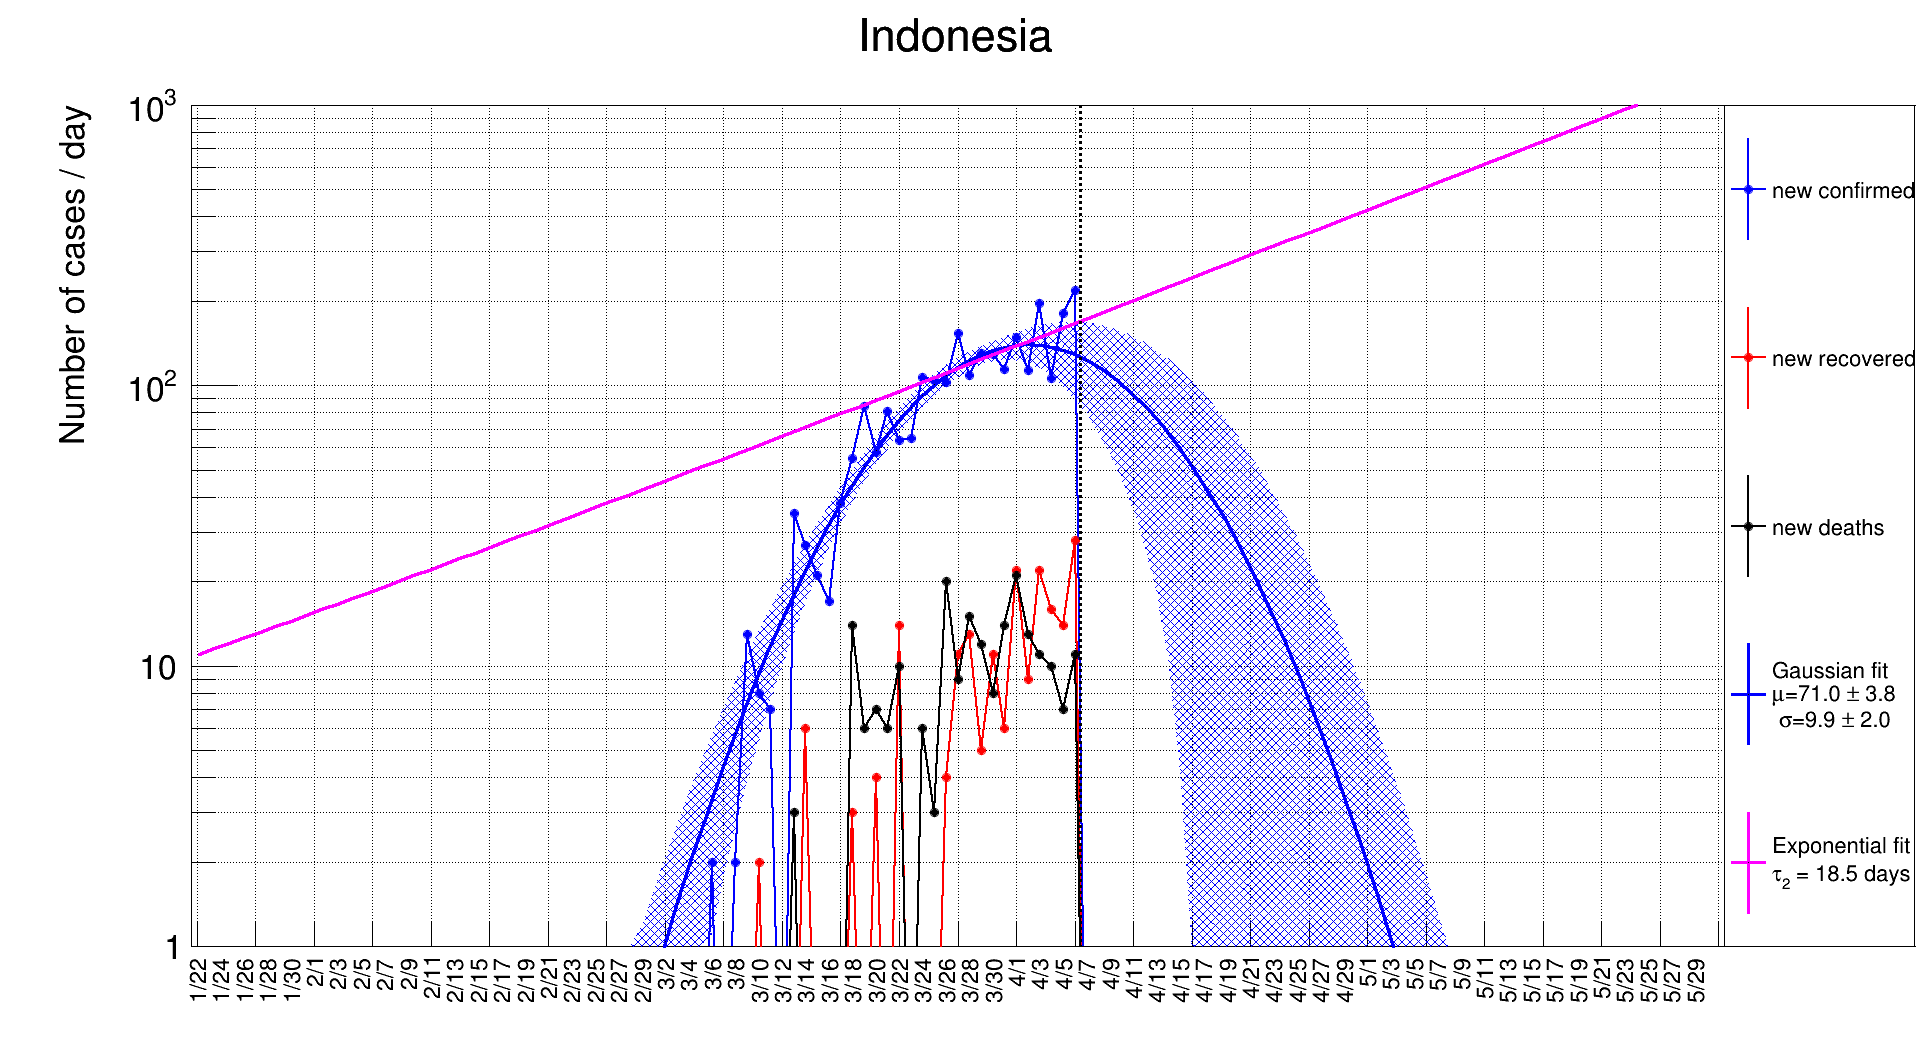 Indonesia
Number of cases / day
10³
10²
10
1
1/22 1/24 1/26 1/28 1/30 2/1 2/3 2/5 2/7 2/9 2/11 2/13 2/15 2/17 2/19 2/21 2/23 2/25 2/27 2/29 3/2 3/4 3/6 3/8 3/10 3/12 3/14 3/16 3/18 3/20 3/22 3/24 3/26 3/28 3/30 4/1 4/3 4/5 4/7 4/9 4/11 4/13 4/15 4/17 4/19 4/21 4/23 4/25 4/27 4/29 5/1 5/3 5/5 5/7 5/9 5/11 5/13 5/15 5/17 5/19 5/21 5/23 5/25 5/27 5/29
new confirmed
new recovered
new deaths
Gaussian fit
μ=71.0 ± 3.8
σ=9.9 ± 2.0
Exponential fit
τ₂ = 18.5 days